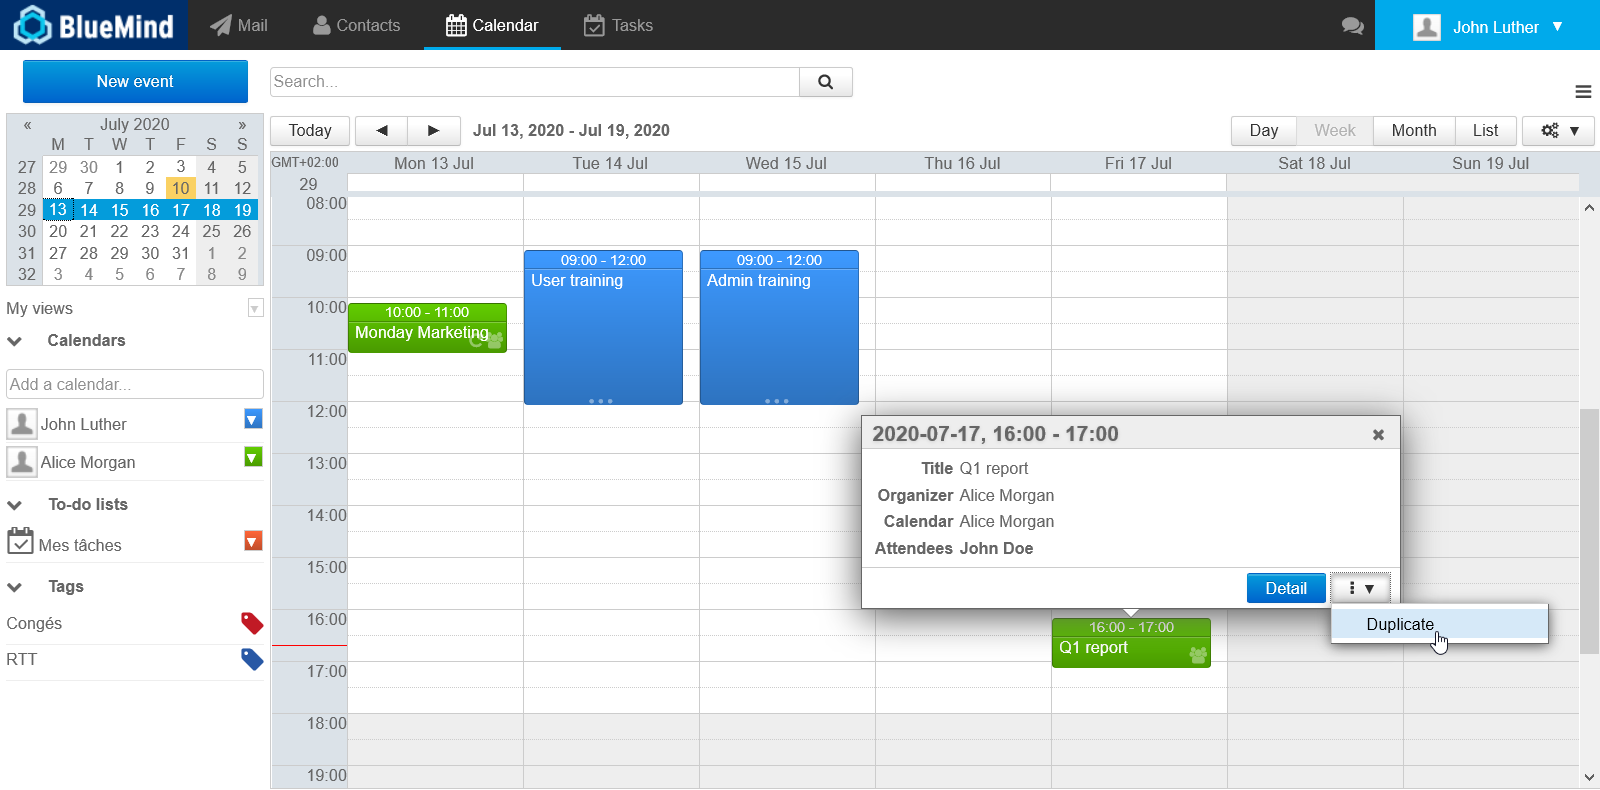 BlueMind
Mail
Contacts
Calendar
Tasks
John Luther ▼
New event
Search...
« July 2020 »
M T W T F S S
27 29 30 1 2 3 4 5
28 6 7 8 9 10 11 12
29 13 14 15 16 17 18 19
30 20 21 22 23 24 25 26
31 27 28 29 30 31 1 2
32 3 4 5 6 7 8 9
My views
Calendars
Add a calendar...
John Luther
Alice Morgan
To-do lists
Mes tâches
Tags
Congés
RTT
Today
Jul 13, 2020 - Jul 19, 2020
Day
Week
Month
List
GMT+02:00
Mon 13 Jul
Tue 14 Jul
Wed 15 Jul
Thu 16 Jul
Fri 17 Jul
Sat 18 Jul
Sun 19 Jul
29
08:00
09:00
10:00
11:00
12:00
13:00
14:00
15:00
16:00
17:00
18:00
19:00
10:00 - 11:00
Monday Marketing
09:00 - 12:00
User training
09:00 - 12:00
Admin training
2020-07-17, 16:00 - 17:00
Title Q1 report
Organizer Alice Morgan
Calendar Alice Morgan
Attendees John Doe
Detail
Duplicate
16:00 - 17:00
Q1 report